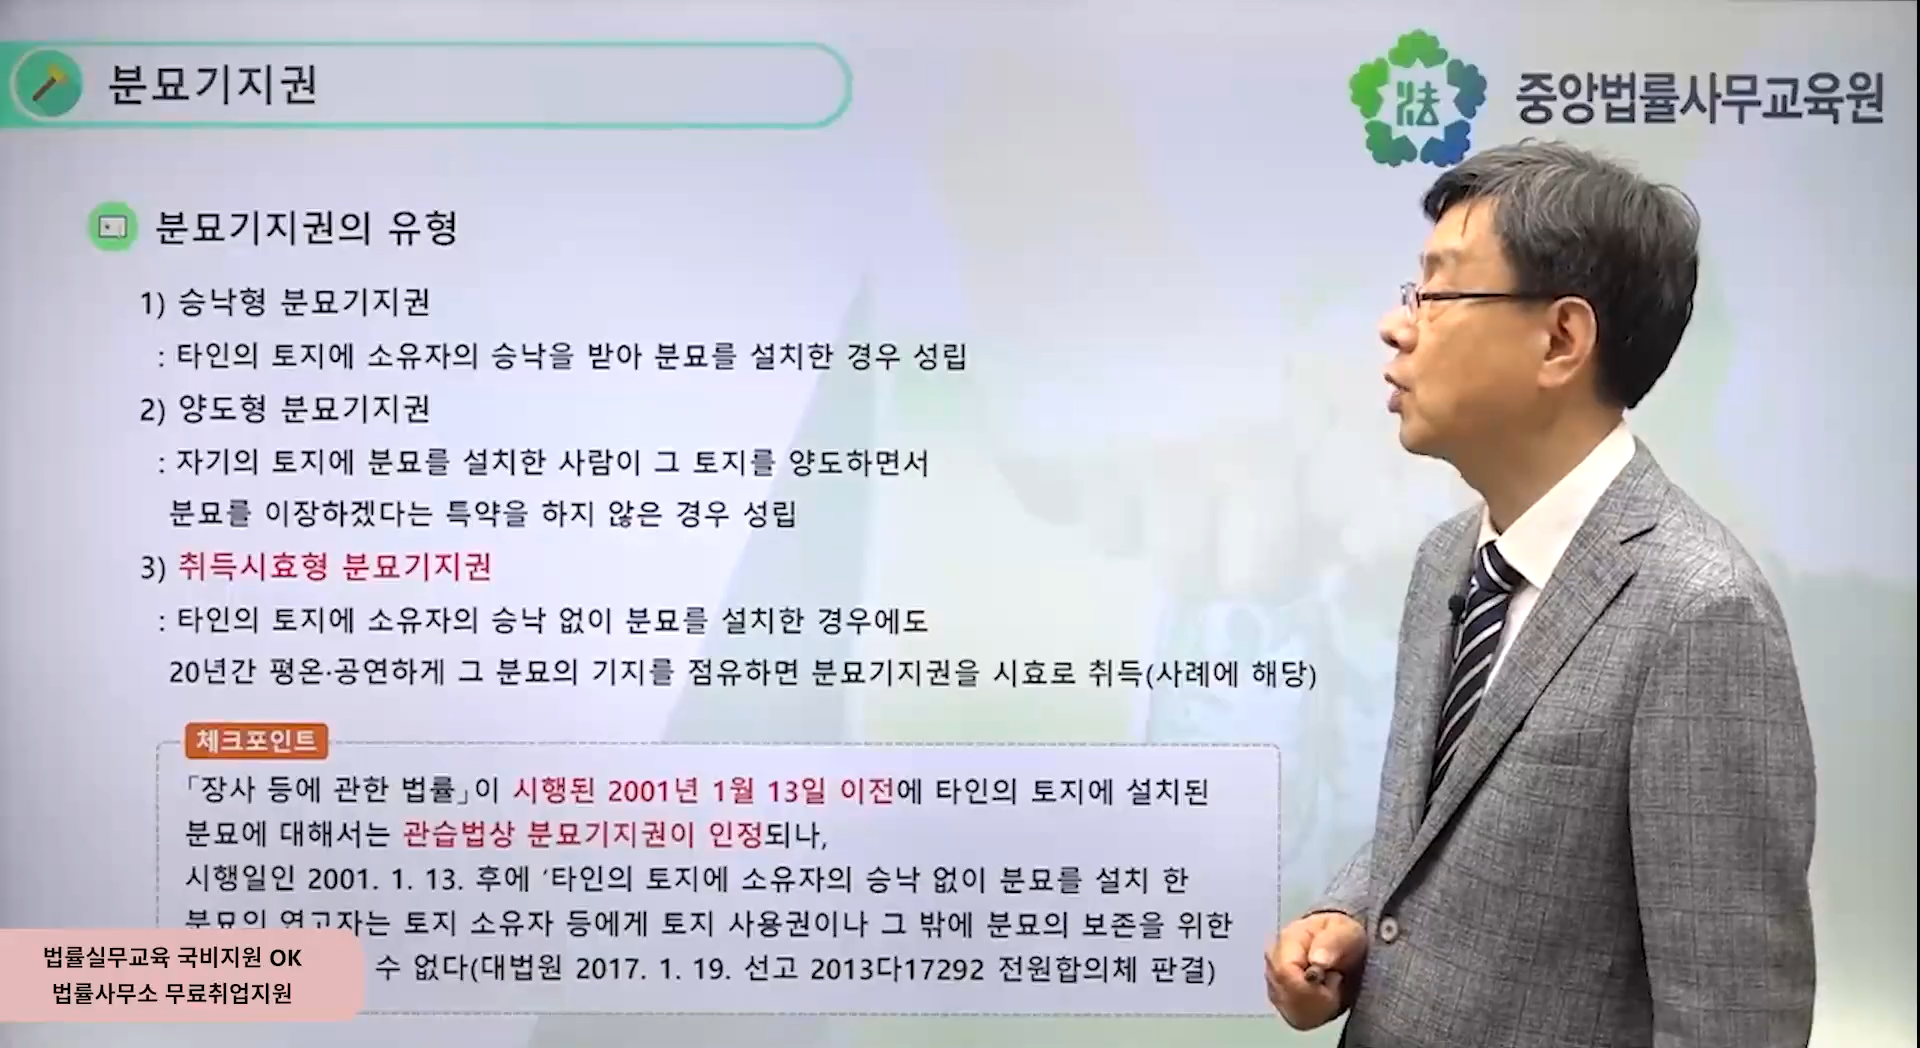 분묘기지권
法
중앙법률사무교육원
분묘기지권의 유형
1) 승낙형 분묘기지권
: 타인의 토지에 소유자의 승낙을 받아 분묘를 설치한 경우 성립
2) 양도형 분묘기지권
: 자기의 토지에 분묘를 설치한 사람이 그 토지를 양도하면서
분묘를 이장하겠다는 특약을 하지 않은 경우 성립
3) 취득시효형 분묘기지권
: 타인의 토지에 소유자의 승낙 없이 분묘를 설치한 경우에도
20년간 평온·공연하게 그 분묘의 기지를 점유하면 분묘기지권을 시효로 취득(사례에 해당)
체크포인트
「장사 등에 관한 법률」이 시행된 2001년 1월 13일 이전에 타인의 토지에 설치된
분묘에 대해서는 관습법상 분묘기지권이 인정되나,
시행일인 2001. 1. 13. 후에 '타인의 토지에 소유자의 승낙 없이 분묘를 설치 한
분묘의 연고자는 토지 소유자 등에게 토지 사용권이나 그 밖에 분묘의 보존을 위한
수 없다(대법원 2017. 1. 19. 선고 2013다17292 전원합의체 판결)
법률실무교육 국비지원 OK
법률사무소 무료취업지원